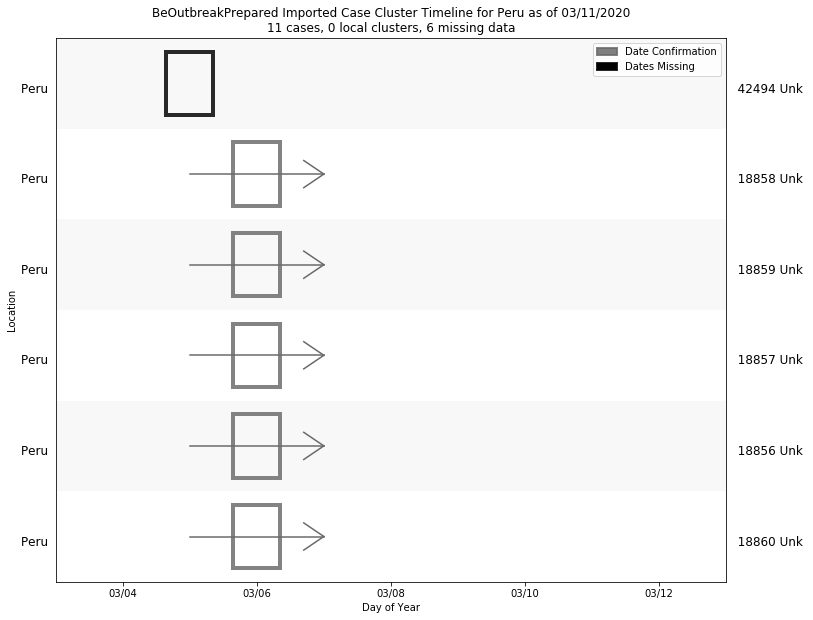 BeOutbreakPrepared Imported Case Cluster Timeline for Peru as of 03/11/2020
11 cases, 0 local clusters, 6 missing data
Date Confirmation
Dates Missing
Peru 42494 Unk
Peru 18858 Unk
Peru 18859 Unk
Peru 18857 Unk
Peru 18856 Unk
Peru 18860 Unk
Location
03/04 03/06 03/08 03/10 03/12
Day of Year